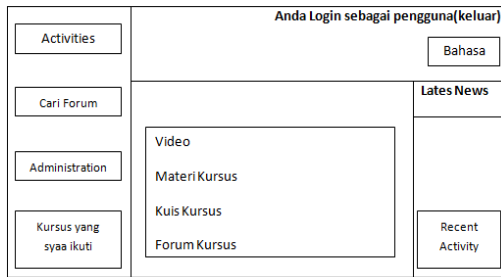 Anda Login sebagai pengguna(keluar)
Activities
Bahasa
Lates News
Cari Forum
Video
Materi Kursus
Administration
Kuis Kursus
Kursus yang
syaa ikuti
Forum Kursus
Recent
Activity